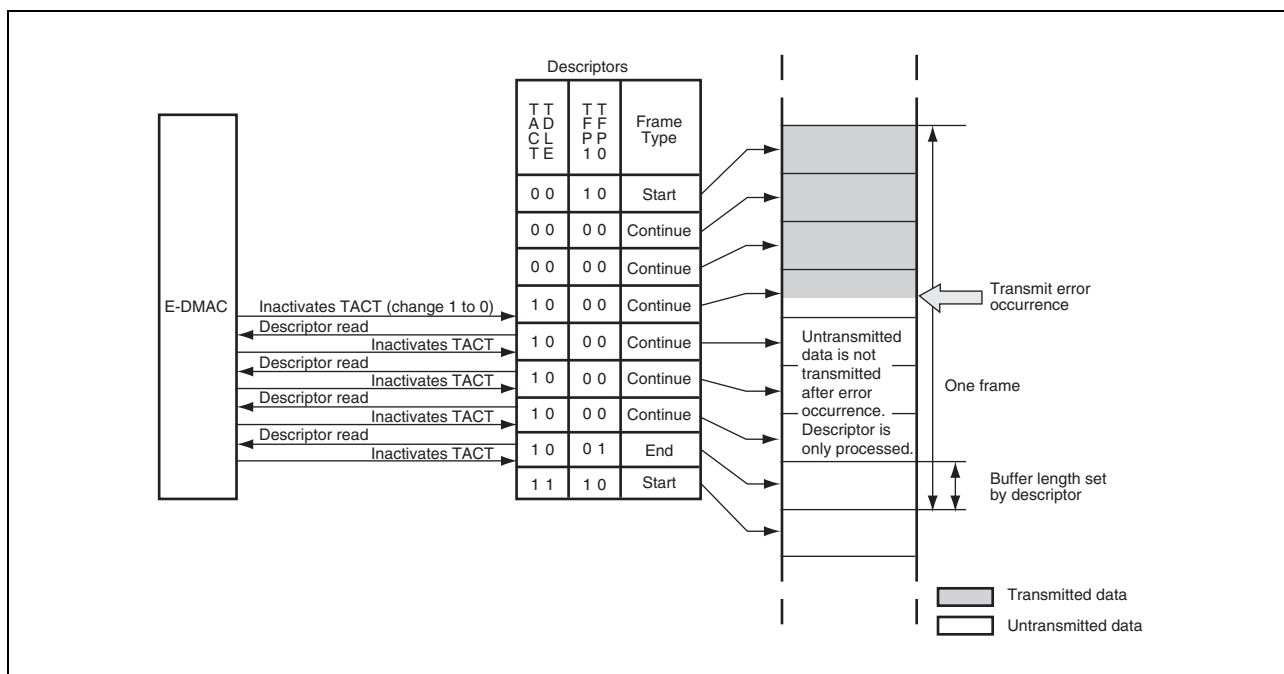 Descriptors
TACT TDLE TFP1 TFP0 Frame Type
0 0 1 0 Start
0 0 0 0 Continue
0 0 0 0 Continue
1 0 0 0 Continue
1 0 0 0 Continue
1 0 0 0 Continue
1 0 0 0 Continue
1 0 0 1 End
1 1 1 0 Start
E-DMAC
Inactivates TACT (change 1 to 0)
Descriptor read
Inactivates TACT
Descriptor read
Inactivates TACT
Descriptor read
Inactivates TACT
Descriptor read
Inactivates TACT
Untransmitted
data is not
transmitted
after error
occurrence.
Descriptor is
only processed.
Transmit error
occurrence
One frame
Buffer length set
by descriptor
Transmitted data
Untransmitted data